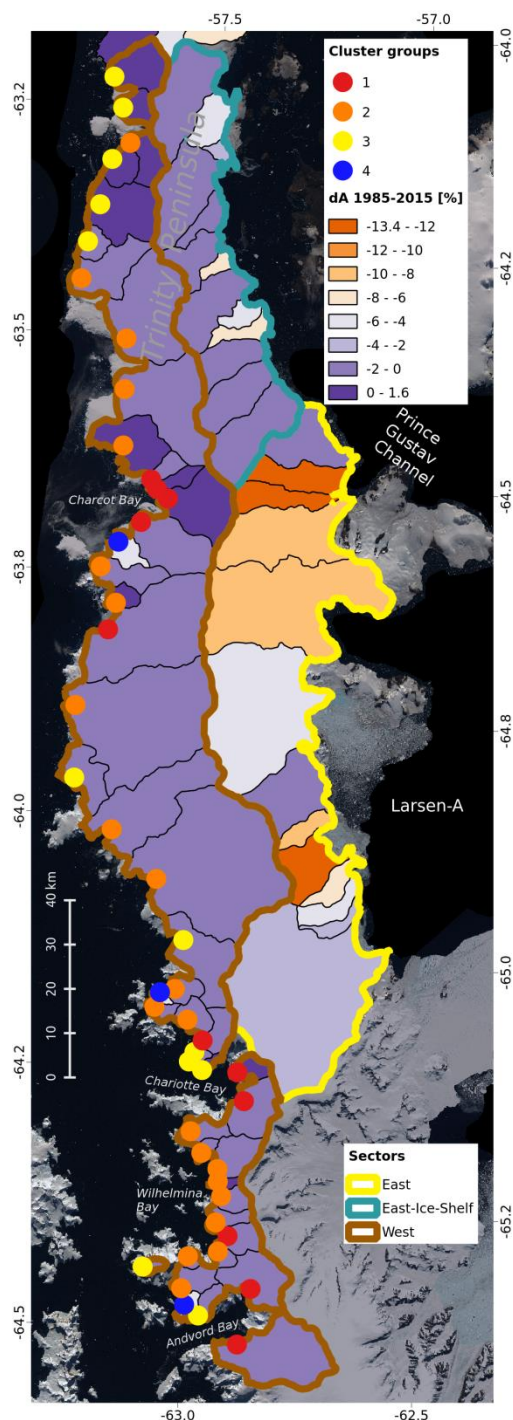 -57.5
-57.0
-64.0
-63.2
Cluster groups
1
2
3
4
dA 1985-2015 [%]
-13.4 - -12
-12 - -10
-10 - -8
-8 - -6
-6 - -4
-4 - -2
-2 - 0
0 - 1.6
Trinity Peninsula
-64.2
-63.5
Prince
Gustav
Channel
Charcot Bay
-64.5
-63.8
-64.8
-64.0
Larsen-A
40 km
30
20
10
0
-65.0
-64.2
Charlotte Bay
Sectors
East
East-Ice-Shelf
West
Wilhelmina
Bay
-65.2
-64.5
Andvord Bay
-63.0
-62.5